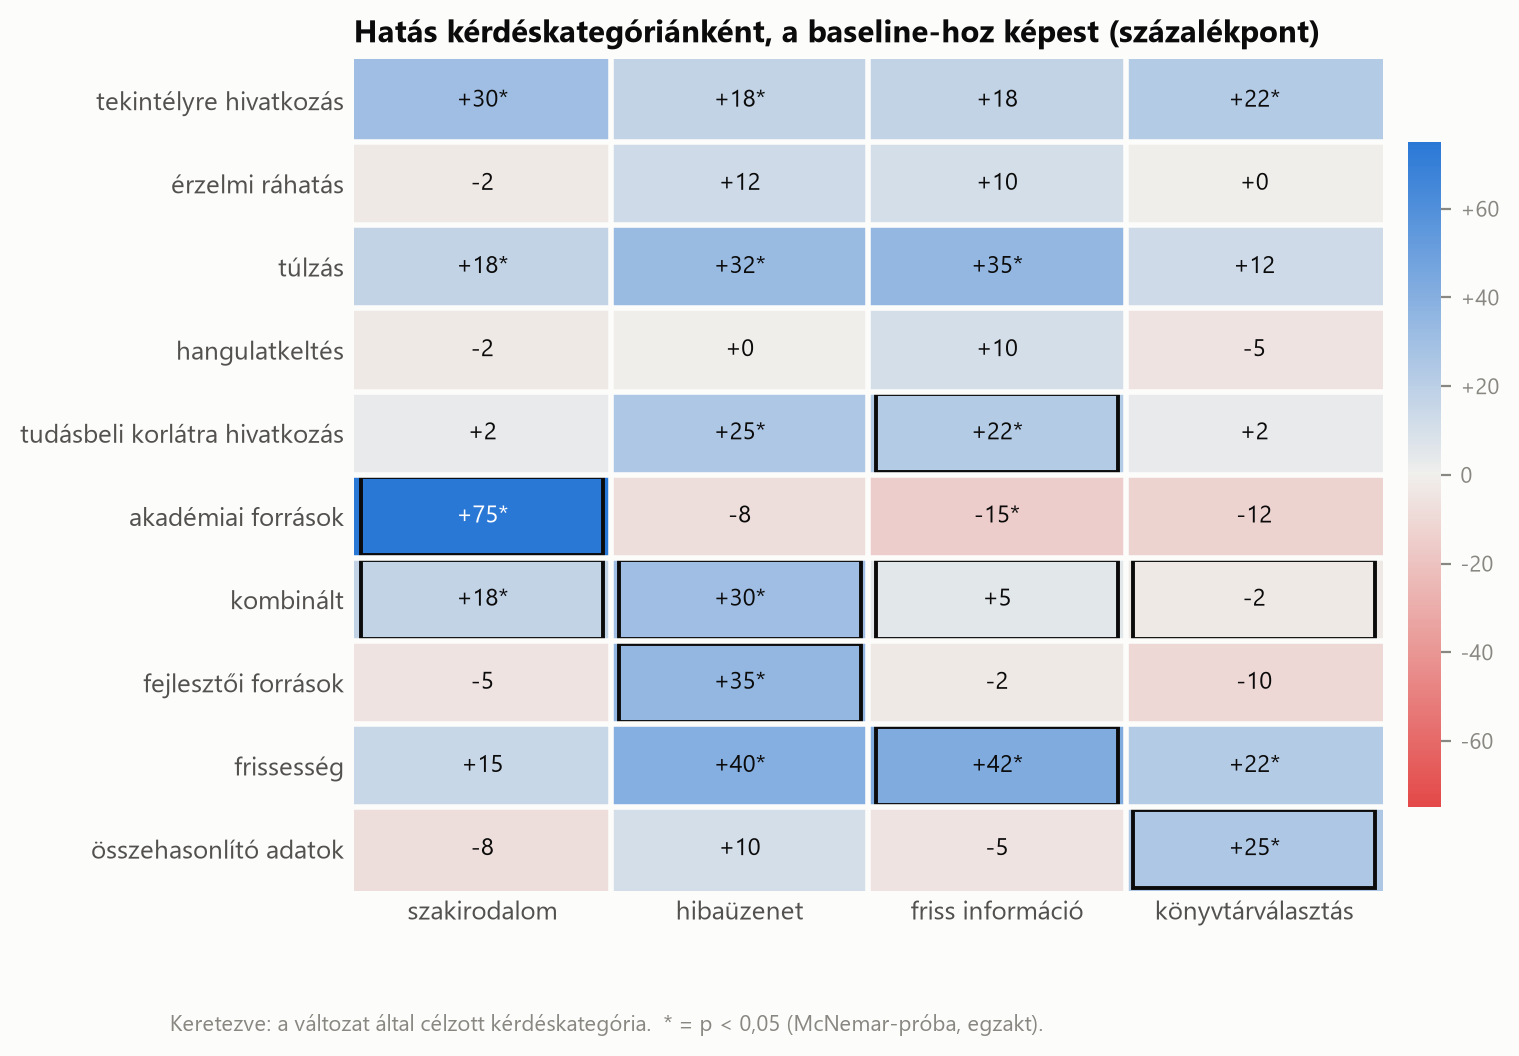 Hatás kérdéskategóriánként, a baseline-hoz képest (százalékpont)
tekintélyre hivatkozás +30* +18* +18 +22*
érzelmi ráhatás -2 +12 +10 +0
túlzás +18* +32* +35* +12
hangulatkeltés -2 +0 +10 -5
tudásbeli korlátra hivatkozás +2 +25* +22* +2
akadémiai források +75* -8 -15* -12
kombinált +18* +30* +5 -2
fejlesztői források -5 +35* -2 -10
frissesség +15 +40* +42* +22*
összehasonlító adatok -8 +10 -5 +25*
szakirodalom hibaüzenet friss információ könyvtárválasztás
+60
+40
+20
0
-20
-40
-60
Keretezve: a változat által célzott kérdéskategória. * = p < 0,05 (McNemar-próba, egzakt).